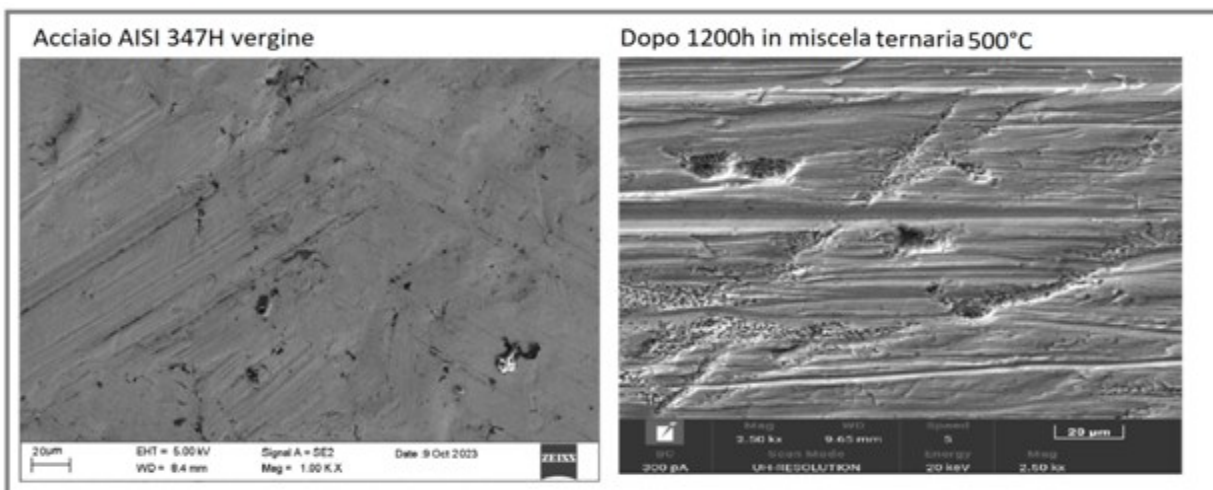 Acciaio AISI 347H vergine
Dopo 1200h in miscela ternaria 500°C
20µm
EHT = 5.00 kV
Signal A = SE2
Date :9 Oct 2023
WD = 8.4 mm
Mag = 1.00 K X
ZEISS
Mag
WD
Speed
2.50 kx
9.65 mm
5
20 µm
BC
Scan Mode
Energy
Mag
300 pA
UH-RESOLUTION
20 keV
2.50 kx